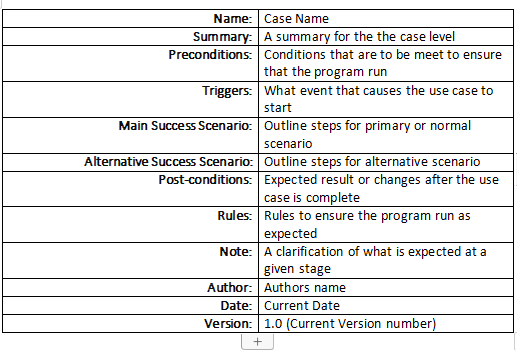 Name: Case Name
Summary: A summary for the the case level
Preconditions: Conditions that are to be meet to ensure
that the program run
Triggers: What event that causes the use case to
start
Main Success Scenario: Outline steps for primary or normal
scenario
Alternative Success Scenario: Outline steps for alternative scenario
Post-conditions: Expected result or changes after the use
case is complete
Rules: Rules to ensure the program run as
expected
Note: A clarification of what is expected at a
given stage
Author: Authors name
Date: Current Date
Version: 1.0 (Current Version number)
+